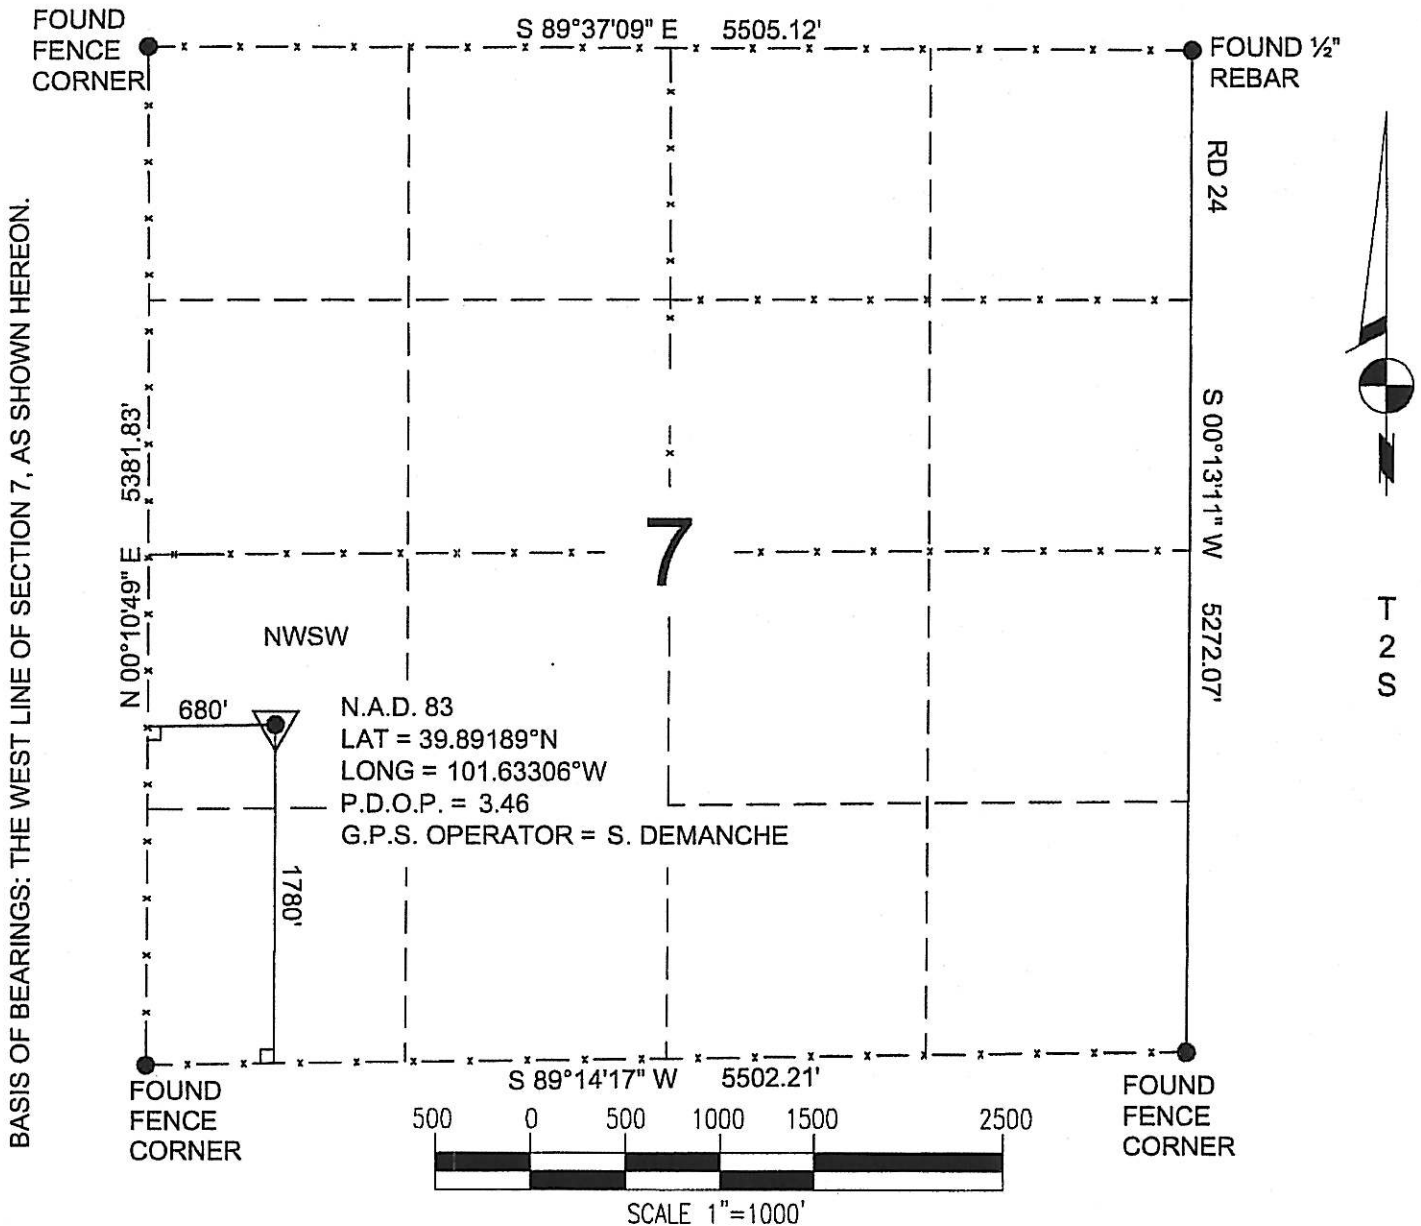 FOUND
FENCE
CORNER
S 89°37'09" E 5505.12'
FOUND ½"
REBAR
RD 24
BASIS OF BEARINGS: THE WEST LINE OF SECTION 7, AS SHOWN HEREON.
N 00°10'49" E 5381.83'
S 00°13'11" W 5272.07'
7
T
2
S
N
NWSW
680'
N.A.D. 83
LAT = 39.89189°N
LONG = 101.63306°W
P.D.O.P. = 3.46
G.P.S. OPERATOR = S. DEMANCHE
1780'
S 89°14'17" W 5502.21'
FOUND
FENCE
CORNER
FOUND
FENCE
CORNER
500 0 500 1000 1500 2500
SCALE 1"=1000'